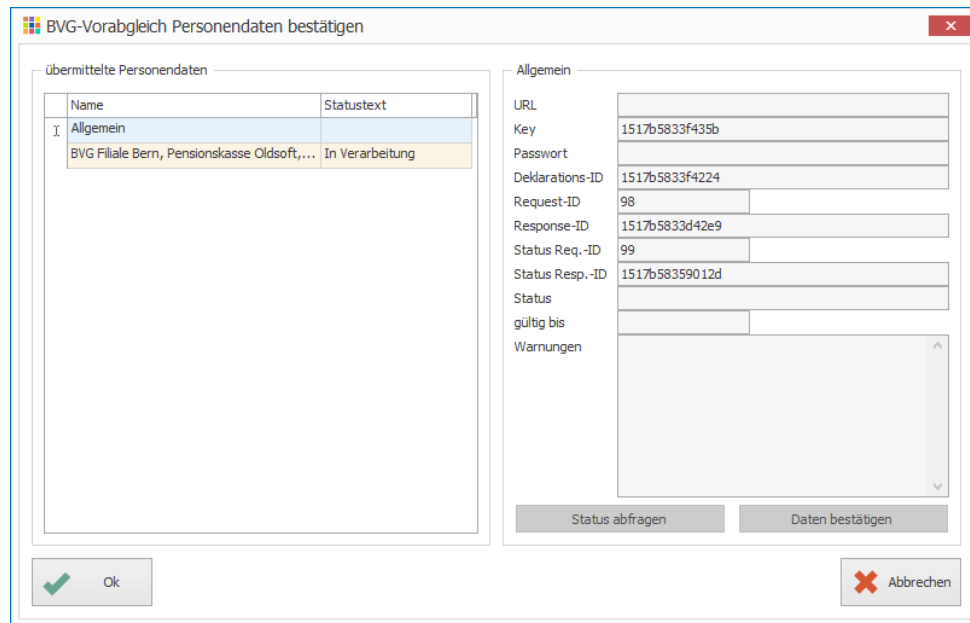 BVG-Vorabgleich Personendaten bestätigen
übermittelte Personendaten
Name Statustext
Allgemein
BVG Filiale Bern, Pensionskasse Oldsoft,... In Verarbeitung
Allgemein
URL
Key 1517b5833f435b
Passwort
Deklarations-ID 1517b5833f4224
Request-ID 98
Response-ID 1517b5833d42e9
Status Req.-ID 99
Status Resp.-ID 1517b58359012d
Status
gültig bis
Warnungen
Status abfragen Daten bestätigen
Ok Abbrechen